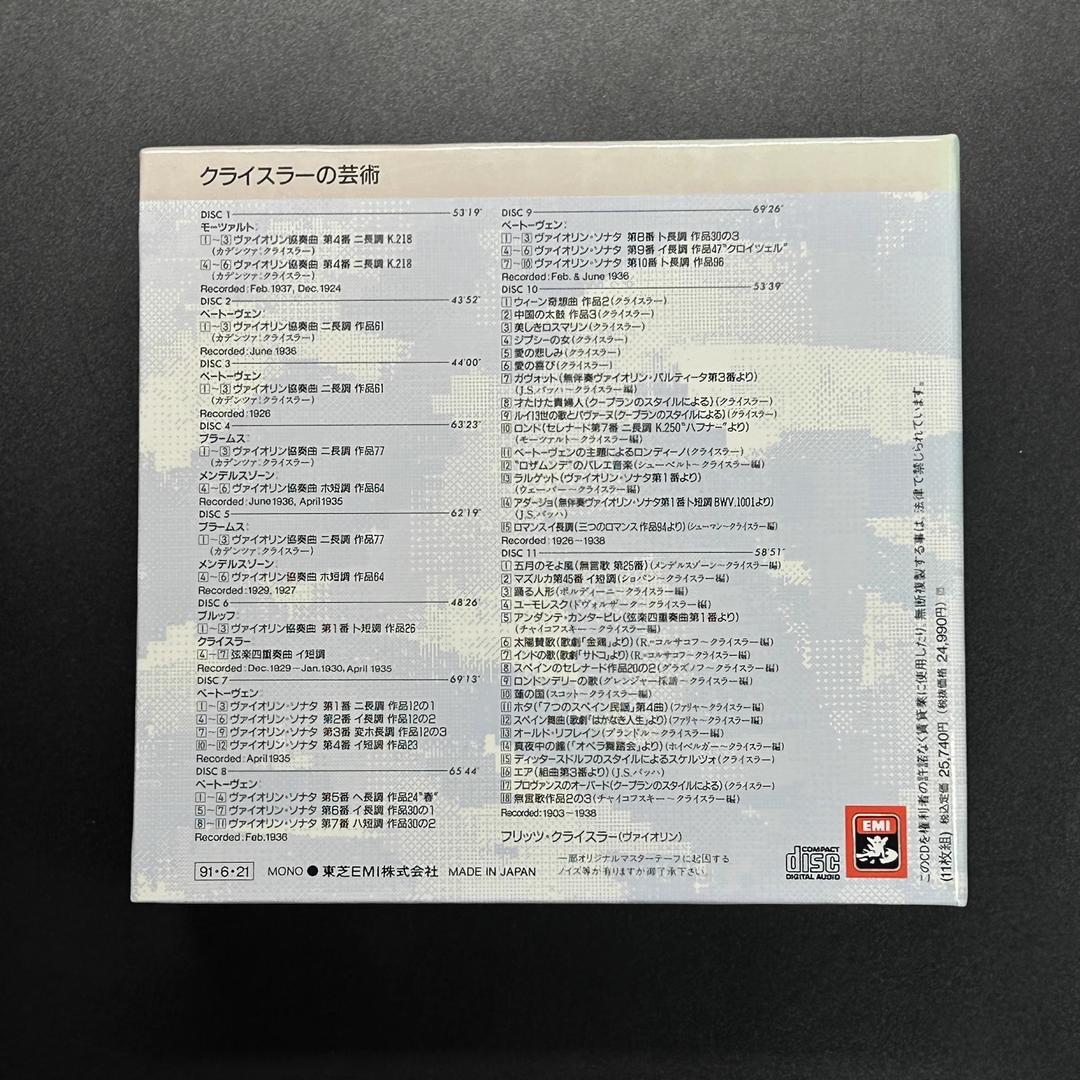 クライスラーの芸術
DISC 1 53'19"
モーツァルト:
1～3 ヴァイオリン協奏曲 第4番 ニ長調 K.218
(カデンツァ:クライスラー)
4～6 ヴァイオリン協奏曲 第4番 ニ長調 K.218
(カデンツァ:クライスラー)
Recorded: Feb.1937, Dec.1924
DISC 2 43'52"
ベートーヴェン:
1～3 ヴァイオリン協奏曲 ニ長調 作品61
(カデンツァ:クライスラー)
Recorded: June 1936
DISC 3 44'00"
ベートーヴェン:
1～3 ヴァイオリン協奏曲 ニ長調 作品61
(カデンツァ:クライスラー)
Recorded: 1926
DISC 4 63'23"
ブラームス:
1～3 ヴァイオリン協奏曲 ニ長調 作品77
(カデンツァ:クライスラー)
メンデルスゾーン:
4～6 ヴァイオリン協奏曲 ホ短調 作品64
Recorded: June 1936, April 1935
DISC 5 62'19"
ブラームス:
1～3 ヴァイオリン協奏曲 ニ長調 作品77
(カデンツァ:クライスラー)
メンデルスゾーン:
4～6 ヴァイオリン協奏曲 ホ短調 作品64
Recorded: 1929, 1927
DISC 6 48'26"
ブルッフ:
1～3 ヴァイオリン協奏曲 第1番 ト短調 作品26
クライスラー:
4～7 弦楽四重奏曲 イ短調
Recorded: Dec.1929～Jan.1930, April 1935
DISC 7 69'13"
ベートーヴェン:
1～3 ヴァイオリン・ソナタ 第1番 ニ長調 作品12の1
4～6 ヴァイオリン・ソナタ 第2番 イ長調 作品12の2
7～9 ヴァイオリン・ソナタ 第3番 変ホ長調 作品12の3
10～12 ヴァイオリン・ソナタ 第4番 イ短調 作品23
Recorded: April 1935
DISC 8 65'44"
ベートーヴェン:
1～4 ヴァイオリン・ソナタ 第5番 ヘ長調 作品24"春"
5～7 ヴァイオリン・ソナタ 第6番 イ長調 作品30の1
8～11 ヴァイオリン・ソナタ 第7番 ハ短調 作品30の2
Recorded: Feb.1936
91・6・21 MONO ● 東芝EMI株式会社 MADE IN JAPAN
DISC 9 69'26"
ベートーヴェン:
1～3 ヴァイオリン・ソナタ 第8番 ト長調 作品30の3
4～6 ヴァイオリン・ソナタ 第9番 イ長調 作品47"クロイツェル"
7～10 ヴァイオリン・ソナタ 第10番 ト長調 作品96
Recorded: Feb. & June 1936
DISC 10 53'39"
1 ウィーン奇想曲 作品2(クライスラー)
2 中国の太鼓 作品3(クライスラー)
3 美しきロスマリン(クライスラー)
4 ジプシーの女(クライスラー)
5 愛の悲しみ(クライスラー)
6 愛の喜び(クライスラー)
7 ガヴォット(無伴奏ヴァイオリン・パルティータ第3番より)
(J.S.バッハ～クライスラー編)
8 才たけた貴婦人(クープランのスタイルによる)(クライスラー)
9 ルイ13世の歌とパヴァーヌ(クープランのスタイルによる)(クライスラー)
10 ロンド(セレナード第7番 ニ長調 K.250"ハフナー"より)
(モーツァルト～クライスラー編)
11 ベートーヴェンの主題によるロンディーノ(クライスラー)
12 "ロザムンデ"のバレエ音楽(シューベルト～クライスラー編)
13 ラルゲット(ヴァイオリン・ソナタ第1番より)
(ウェーバー～クライスラー編)
14 アダージョ(無伴奏ヴァイオリン・ソナタ第1番ト短調BWV.1001より)
(J.S.バッハ)
15 ロマンスイ長調(三つのロマンス作品94より)(シューマン～クライスラー編)
Recorded: 1926～1938
DISC 11 58'51"
1 五月のそよ風(無言歌 第25番)(メンデルスゾーン～クライスラー編)
2 マズルカ第45番 イ短調(ショパン～クライスラー編)
3 踊る人形(ポルディーニ～クライスラー編)
4 ユーモレスク(ドヴォルザーク～クライスラー編)
5 アンダンテ・カンタービレ(弦楽四重奏曲第1番より)
(チャイコフスキー～クライスラー編)
6 太陽賛歌(歌劇「金鶏」より)(R=コルサコフ～クライスラー編)
7 インドの歌(歌劇「サトコ」より)(R=コルサコフ～クライスラー編)
8 スペインのセレナード作品20の2(グラズノフ～クライスラー編)
9 ロンドンデリーの歌(グレンジャー採譜～クライスラー編)
10 蓮の国(スコット～クライスラー編)
11 ホタ(「7つのスペイン民謡」第4曲)(ファリャ～クライスラー編)
12 スペイン舞曲(歌劇「はかなき人生」より)(ファリャ～クライスラー編)
13 オールド・リフレイン(ブランドル～クライスラー編)
14 真夜中の鐘(「オペラ舞踏会」より)(ホイベルガー～クライスラー編)
15 ディッタースドルフのスタイルによるスケルツォ(クライスラー)
16 エア(組曲第3番より)(J.S.バッハ)
17 プロヴァンスのオーバード(クープランのスタイルによる)(クライスラー)
18 無言歌作品2の3(チャイコフスキー～クライスラー編)
Recorded: 1903～1938
フリッツ・クライスラー(ヴァイオリン)
一部オリジナルマスターテープに起因する
ノイズ等が有りますが御了承下さい。
COMPACT
disc
DIGITAL AUDIO
EMI
このCDを権利者の許諾なく賃貸業に使用したり、無断複製する事は、法律で禁じられています。
(11枚組) 税込定価 25,740円 (税抜価格 24,990円)